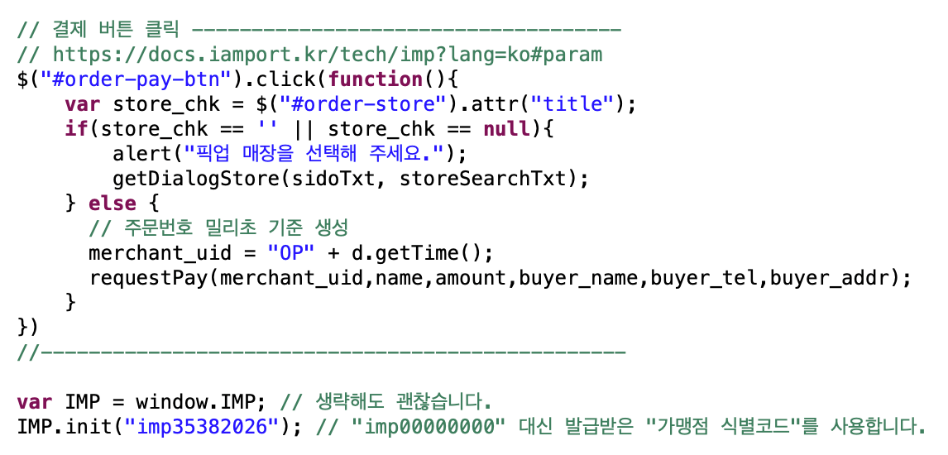 // 결제 버튼 클릭 ------------------------------------
// https://docs.iamport.kr/tech/imp?lang=ko#param
$("#order-pay-btn").click(function(){
    var store_chk = $("#order-store").attr("title");
    if(store_chk == '' || store_chk == null){
        alert("픽업 매장을 선택해 주세요.");
        getDialogStore(sidoTxt, storeSearchTxt);
    } else {
      // 주문번호 밀리초 기준 생성
      merchant_uid = "OP" + d.getTime();
      requestPay(merchant_uid,name,amount,buyer_name,buyer_tel,buyer_addr);
    }
})
//-------------------------------------------------
var IMP = window.IMP; // 생략해도 괜찮습니다.
IMP.init("imp35382026"); // "imp00000000" 대신 발급받은 "가맹점 식별코드"를 사용합니다.